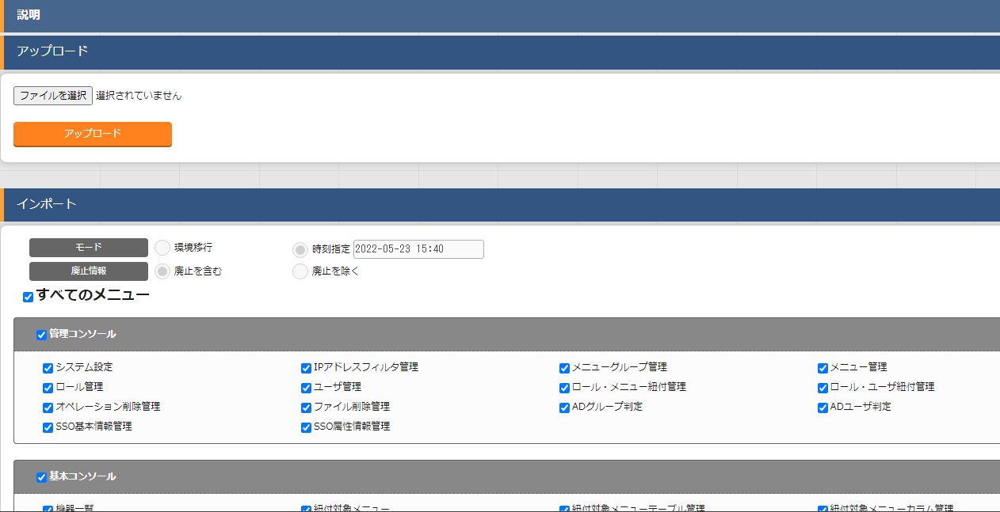 説明
アップロード
ファイルを選択 選択されていません
アップロード
インポート
モード 環境移行 時刻指定 2022-05-23 15:40
廃止情報 廃止を含む 廃止を除く
すべてのメニュー
管理コンソール
システム設定 IPアドレスフィルタ管理 メニューグループ管理 メニュー管理
ロール管理 ユーザ管理 ロール・メニュー紐付管理 ロール・ユーザ紐付管理
オペレーション削除管理 ファイル削除管理 ADグループ判定 ADユーザ判定
SSO基本情報管理 SSO属性情報管理
基本コンソール
機器一覧 紐付対象メニュー 紐付対象メニューテーブル管理 紐付対象メニューカラム管理